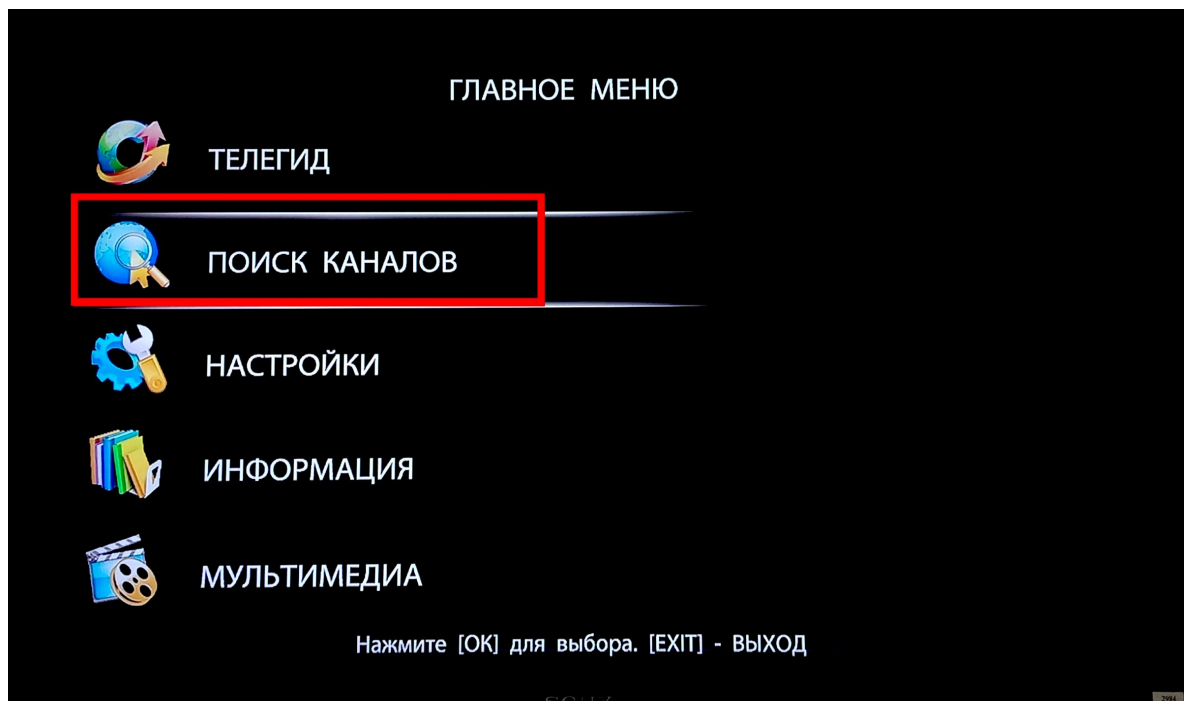 ГЛАВНОЕ МЕНЮ
ТЕЛЕГИД
ПОИСК КАНАЛОВ
НАСТРОЙКИ
ИНФОРМАЦИЯ
МУЛЬТИМЕДИА
Нажмите [OK] для выбора. [EXIT] - ВЫХОД